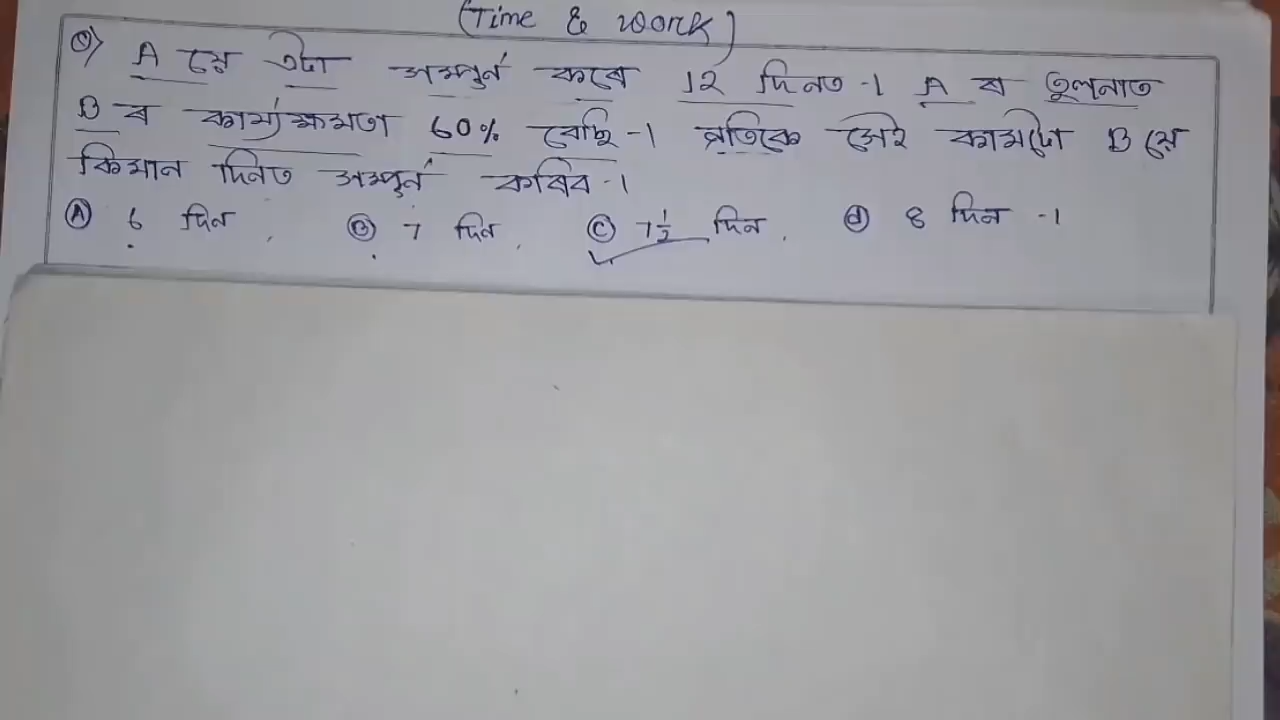 (Time & Work)
Q) A য়ে এটা সম্পুৰ্ন কৰে 12 দিনত -। A ৰ তুলনাত
B ৰ কাৰ্য্যক্ষমতা 60% বেছি -। প্ৰতিকে সেই কামটো B য়ে
কিমান দিনত সম্পুৰ্ন কৰিব -।
Ⓐ 6 দিন , Ⓑ 7 দিন , Ⓒ 7½ দিন , ⓓ 8 দিন -।